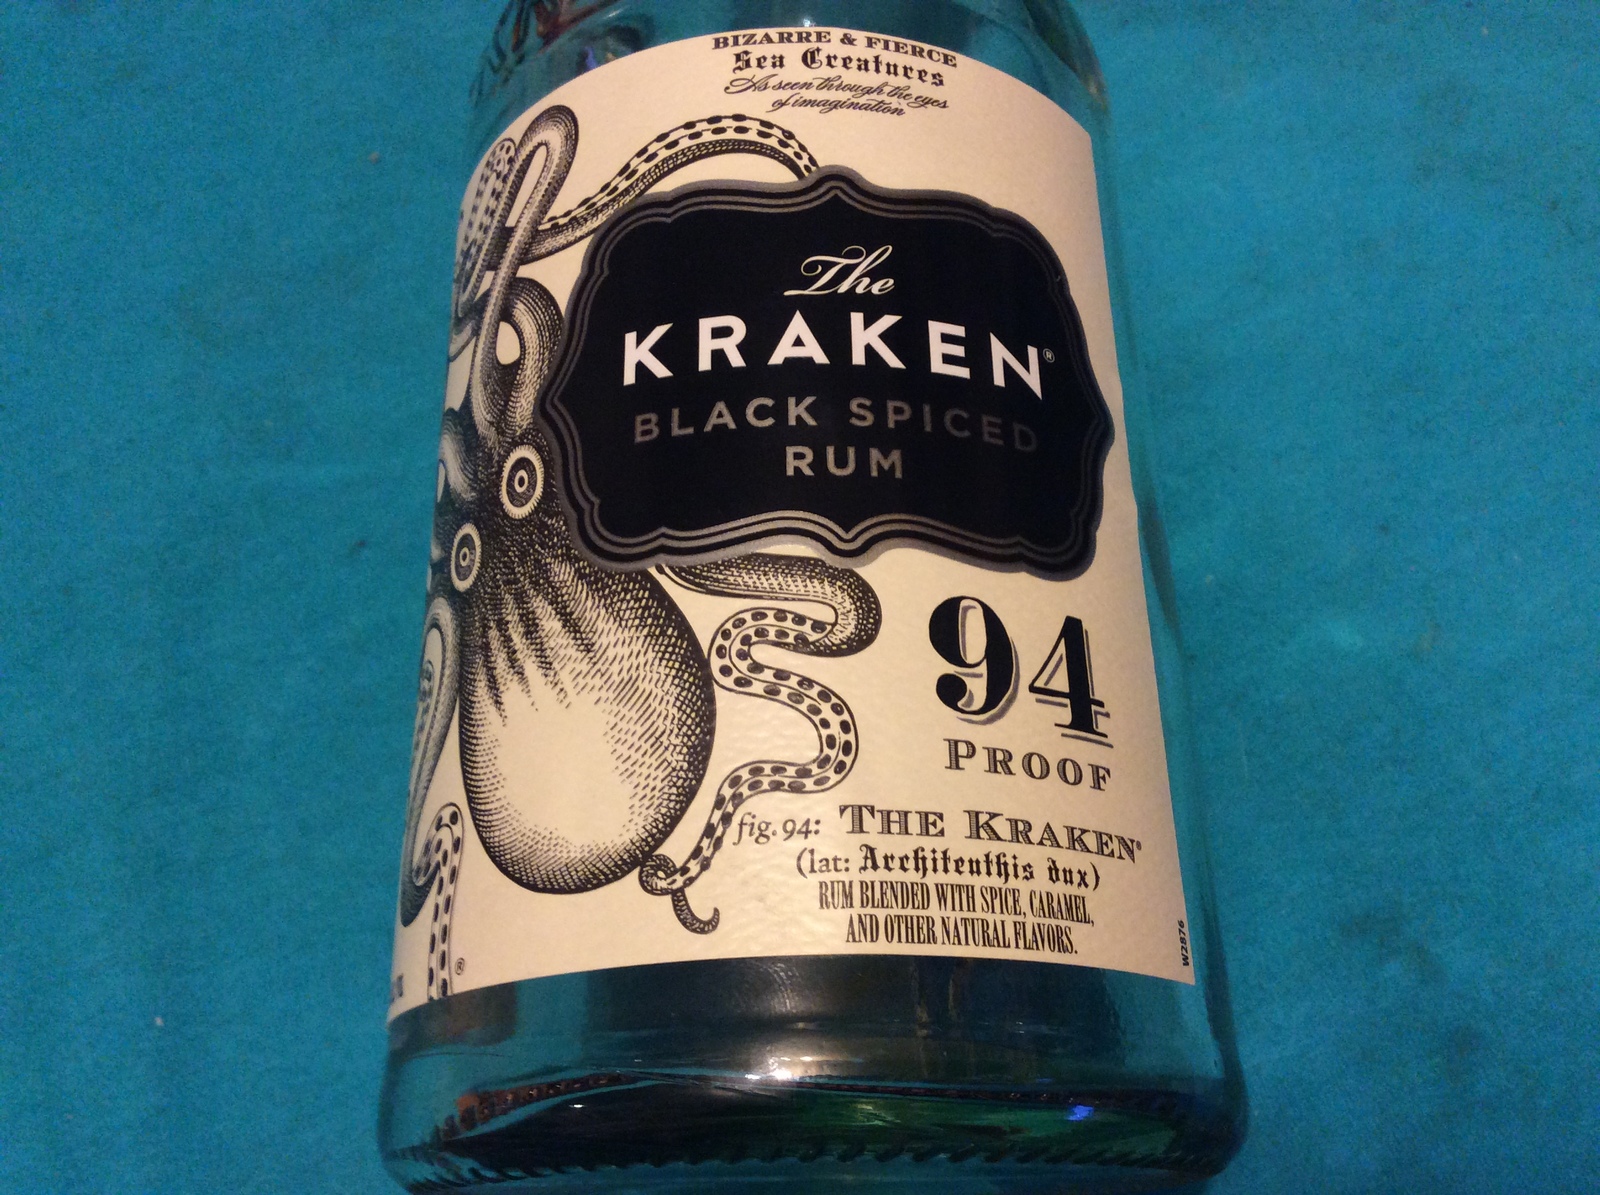 BIZARRE & FIERCE
Sea Creatures
As seen through the eyes
of imagination
The
KRAKEN®
BLACK SPICED
RUM
94
PROOF
fig. 94: THE KRAKEN®
(lat: Architeuthis dux)
RUM BLENDED WITH SPICE, CARAMEL,
AND OTHER NATURAL FLAVORS.
W2876
®